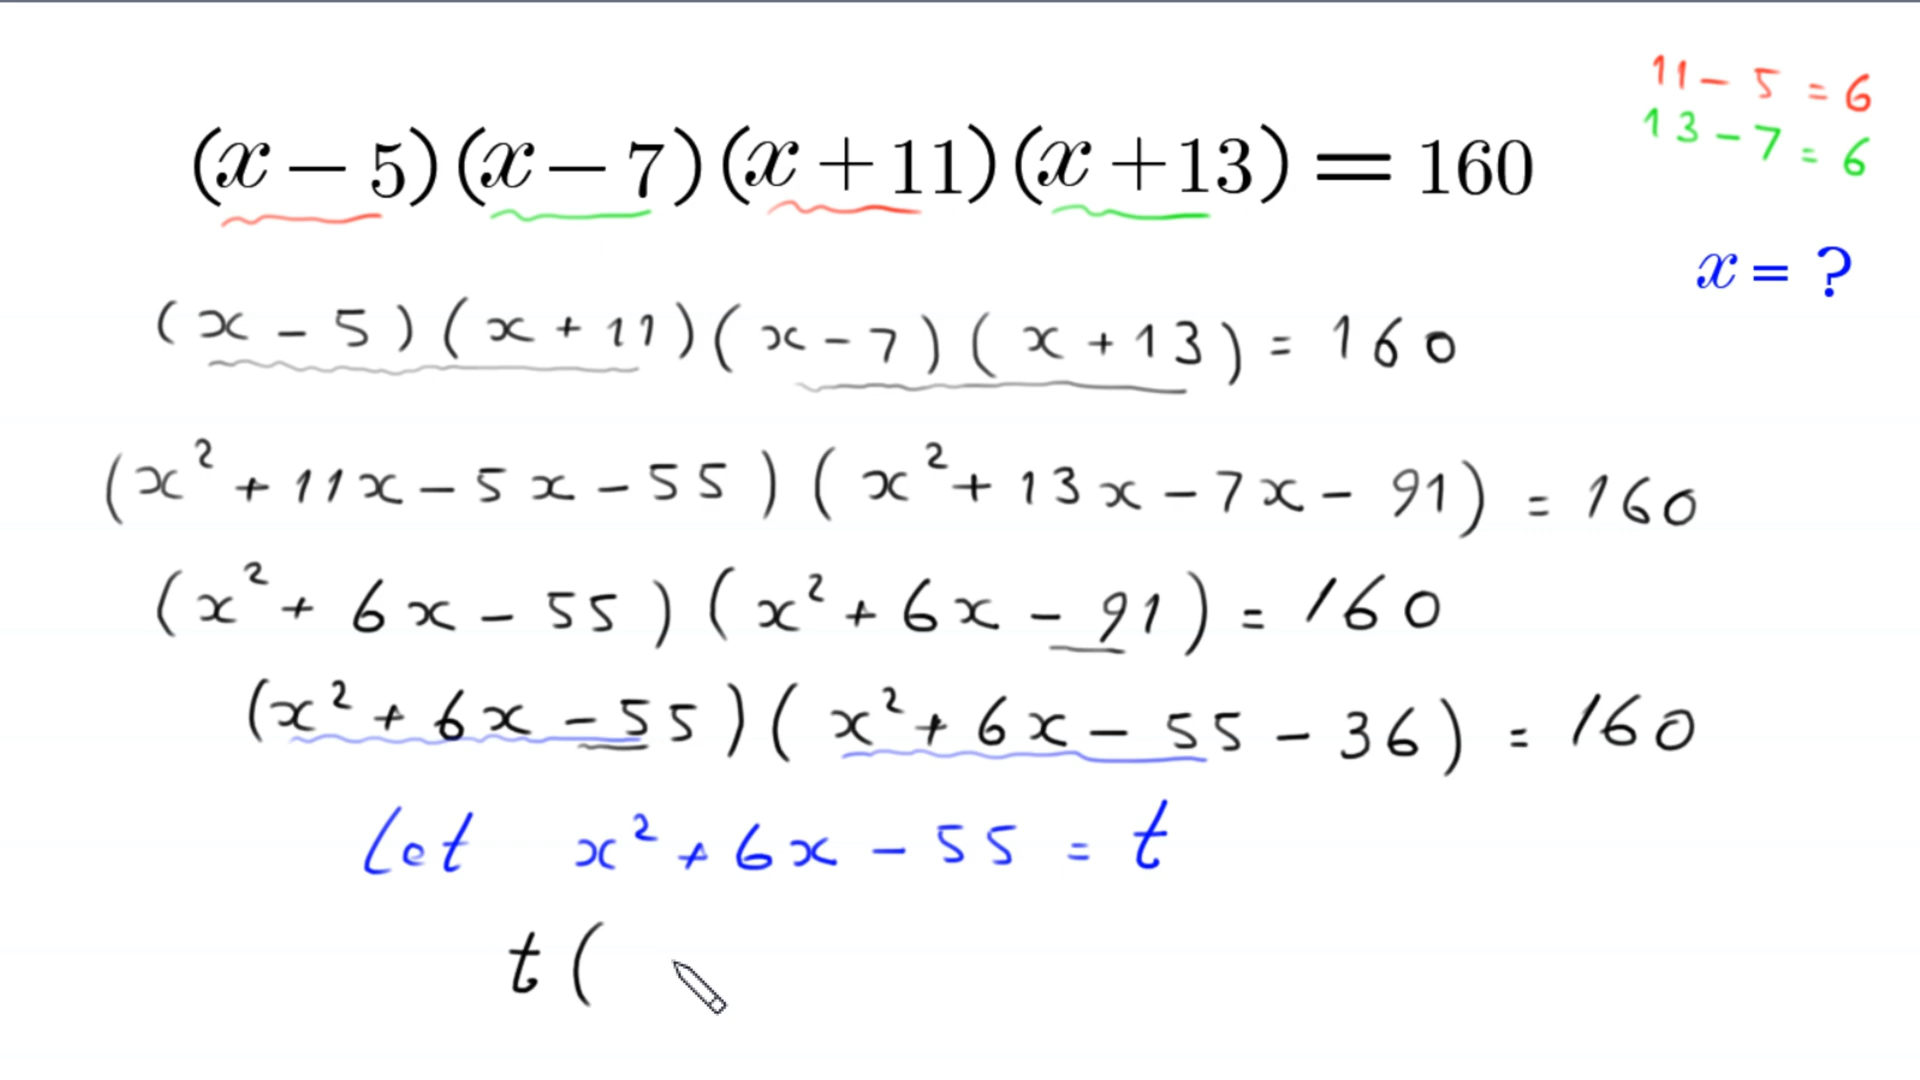 11 - 5 = 6
13 - 7 = 6
(x - 5)(x - 7)(x + 11)(x + 13) = 160
x = ?
(x - 5)(x + 11)(x - 7)(x + 13) = 160
(x² + 11x - 5x - 55)(x² + 13x - 7x - 91) = 160
(x² + 6x - 55)(x² + 6x - 91) = 160
(x² + 6x - 55)(x² + 6x - 55 - 36) = 160
Let x² + 6x - 55 = t
t (